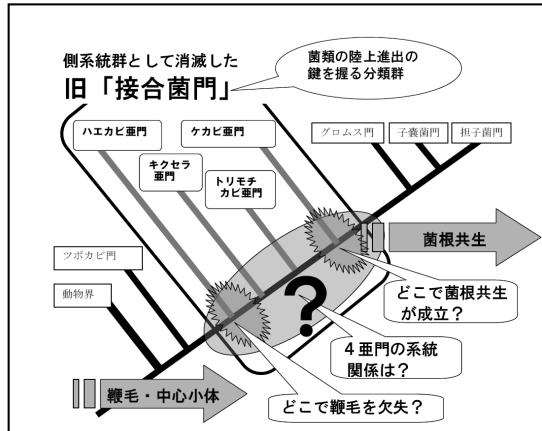 側系統群として消滅した
旧「接合菌門」
菌類の陸上進出の
鍵を握る分類群
ハエカビ亜門
ケカビ亜門
キクセラ
亜門
トリモチ
カビ亜門
グロムス門
子嚢菌門
担子菌門
ツボカビ門
動物界
菌根共生
どこで菌根共生
が成立？
？
４亜門の系統
関係は？
どこで鞭毛を欠失？
鞭毛・中心小体